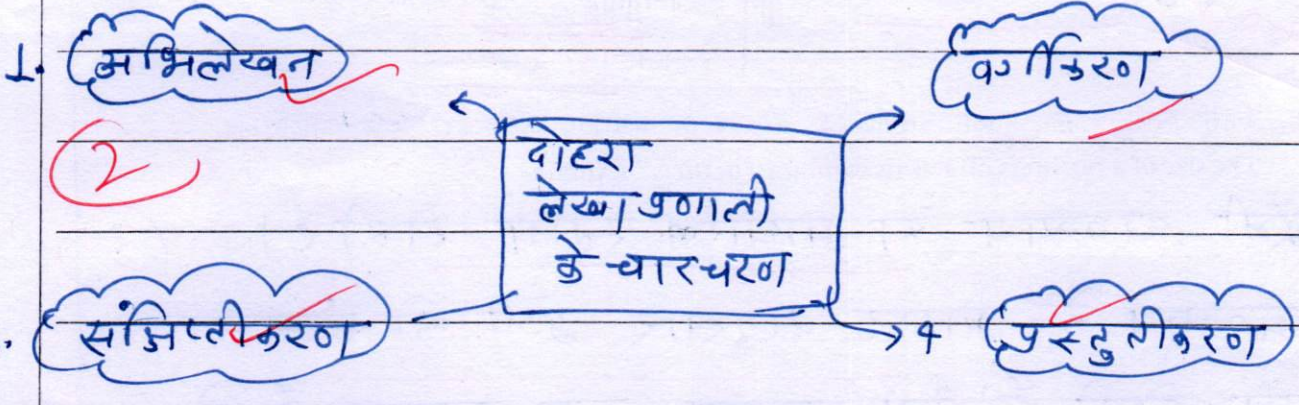 1. अभिलेखन
वर्गीकरण
2
दोहरा
लेखा प्रणाली
के चार चरण
संक्षिप्तीकरण
4 प्रस्तुतीकरण